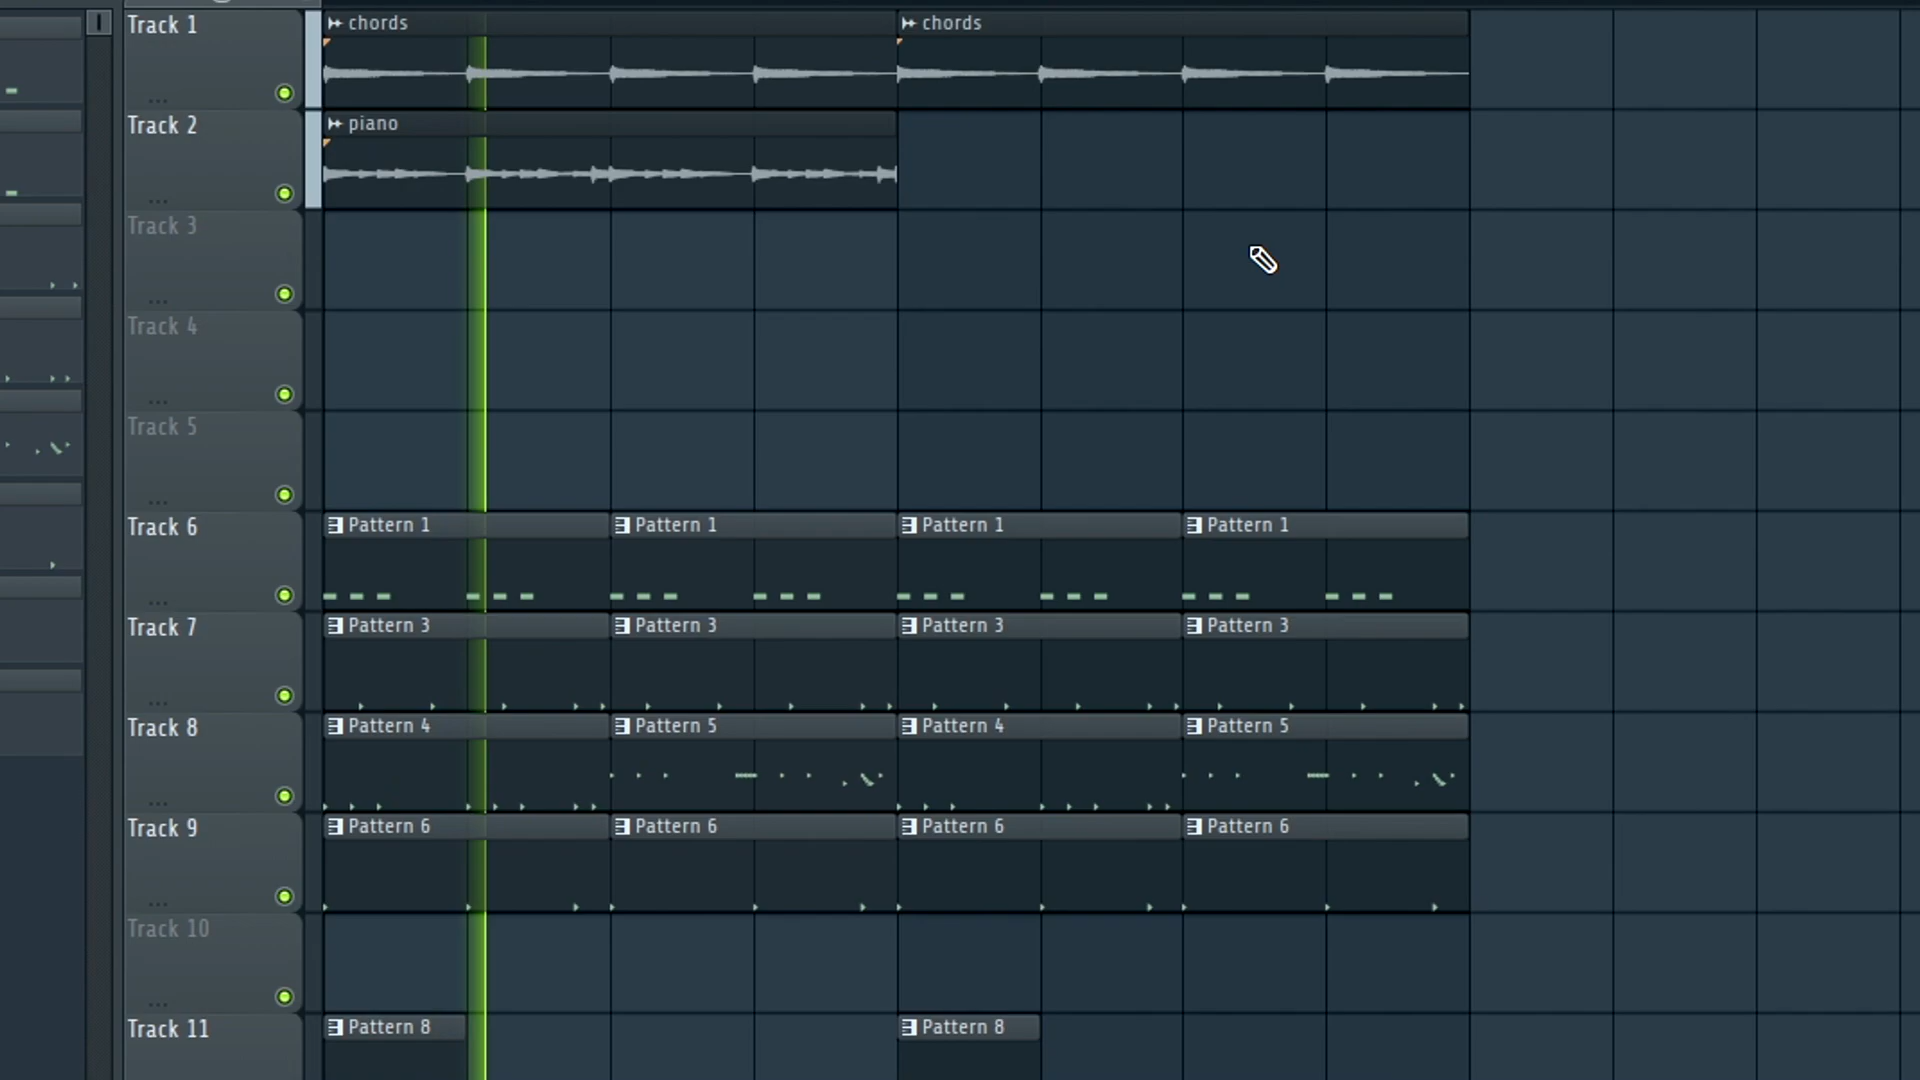 Track 1
chords chords
Track 2
piano
Track 3
Track 4
Track 5
Track 6
Pattern 1 Pattern 1 Pattern 1 Pattern 1
Track 7
Pattern 3 Pattern 3 Pattern 3 Pattern 3
Track 8
Pattern 4 Pattern 5 Pattern 4 Pattern 5
Track 9
Pattern 6 Pattern 6 Pattern 6 Pattern 6
Track 10
Track 11
Pattern 8 Pattern 8